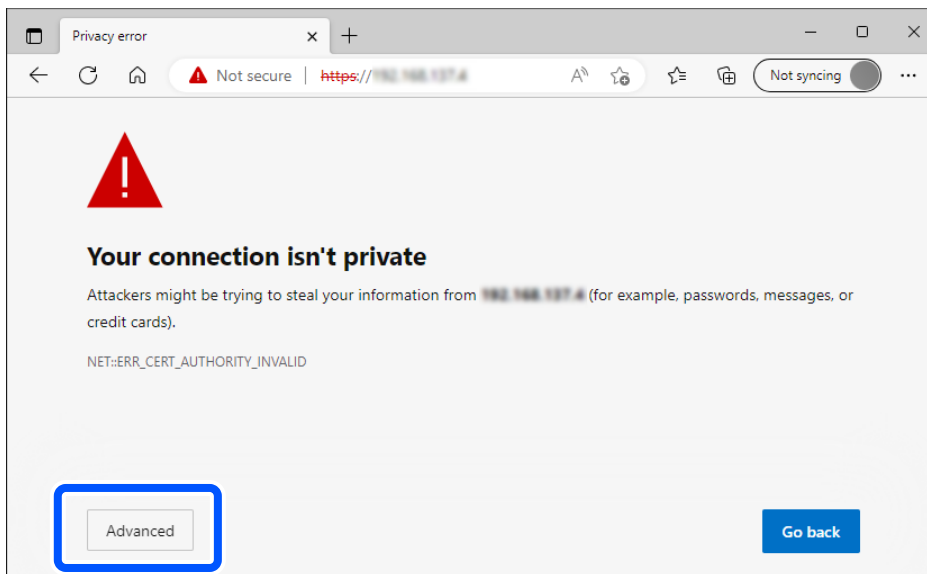 Privacy error
Not secure https://
Not syncing
Your connection isn't private
Attackers might be trying to steal your information from (for example, passwords, messages, or
credit cards).
NET::ERR_CERT_AUTHORITY_INVALID
Advanced
Go back